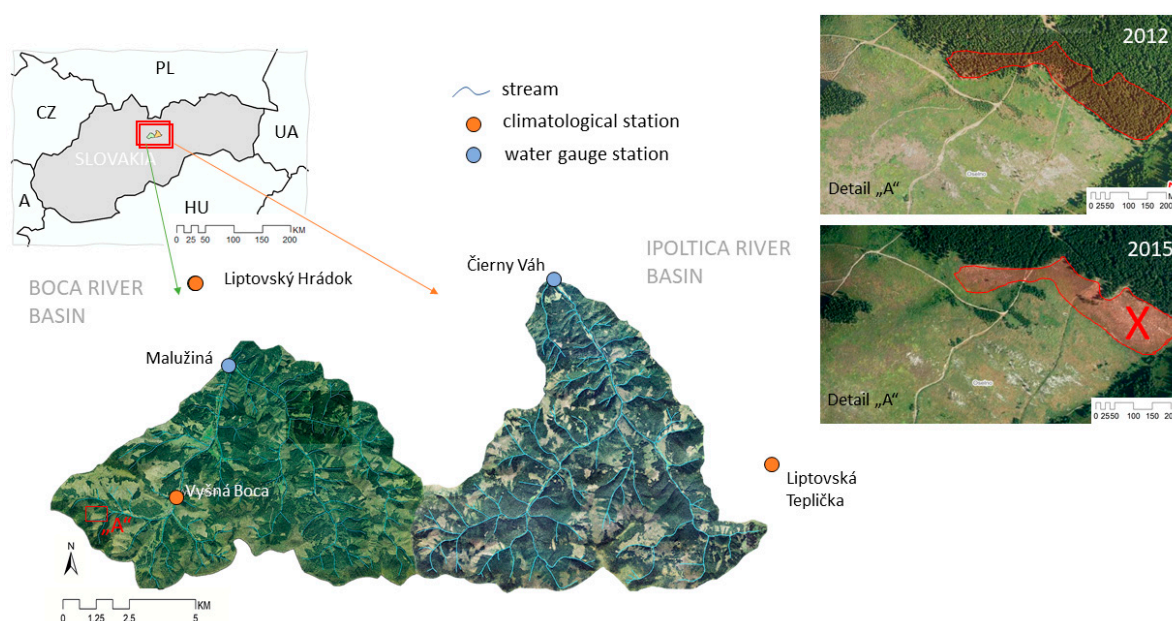 PL
CZ
UA
SLOVAKIA
A
HU
KM
0 25 50 100 150 200
stream
climatological station
water gauge station
BOCA RIVER
BASIN
Liptovský Hrádok
IPOLTICA RIVER
BASIN
Čierny Váh
Malužiná
Vyšná Boca
„A“
Liptovská
Teplička
N
KM
0 1.25 2.5 5
2012
Detail „A“
0 25 50 100 150 200
2015
X
Detail „A“
0 25 50 100 150